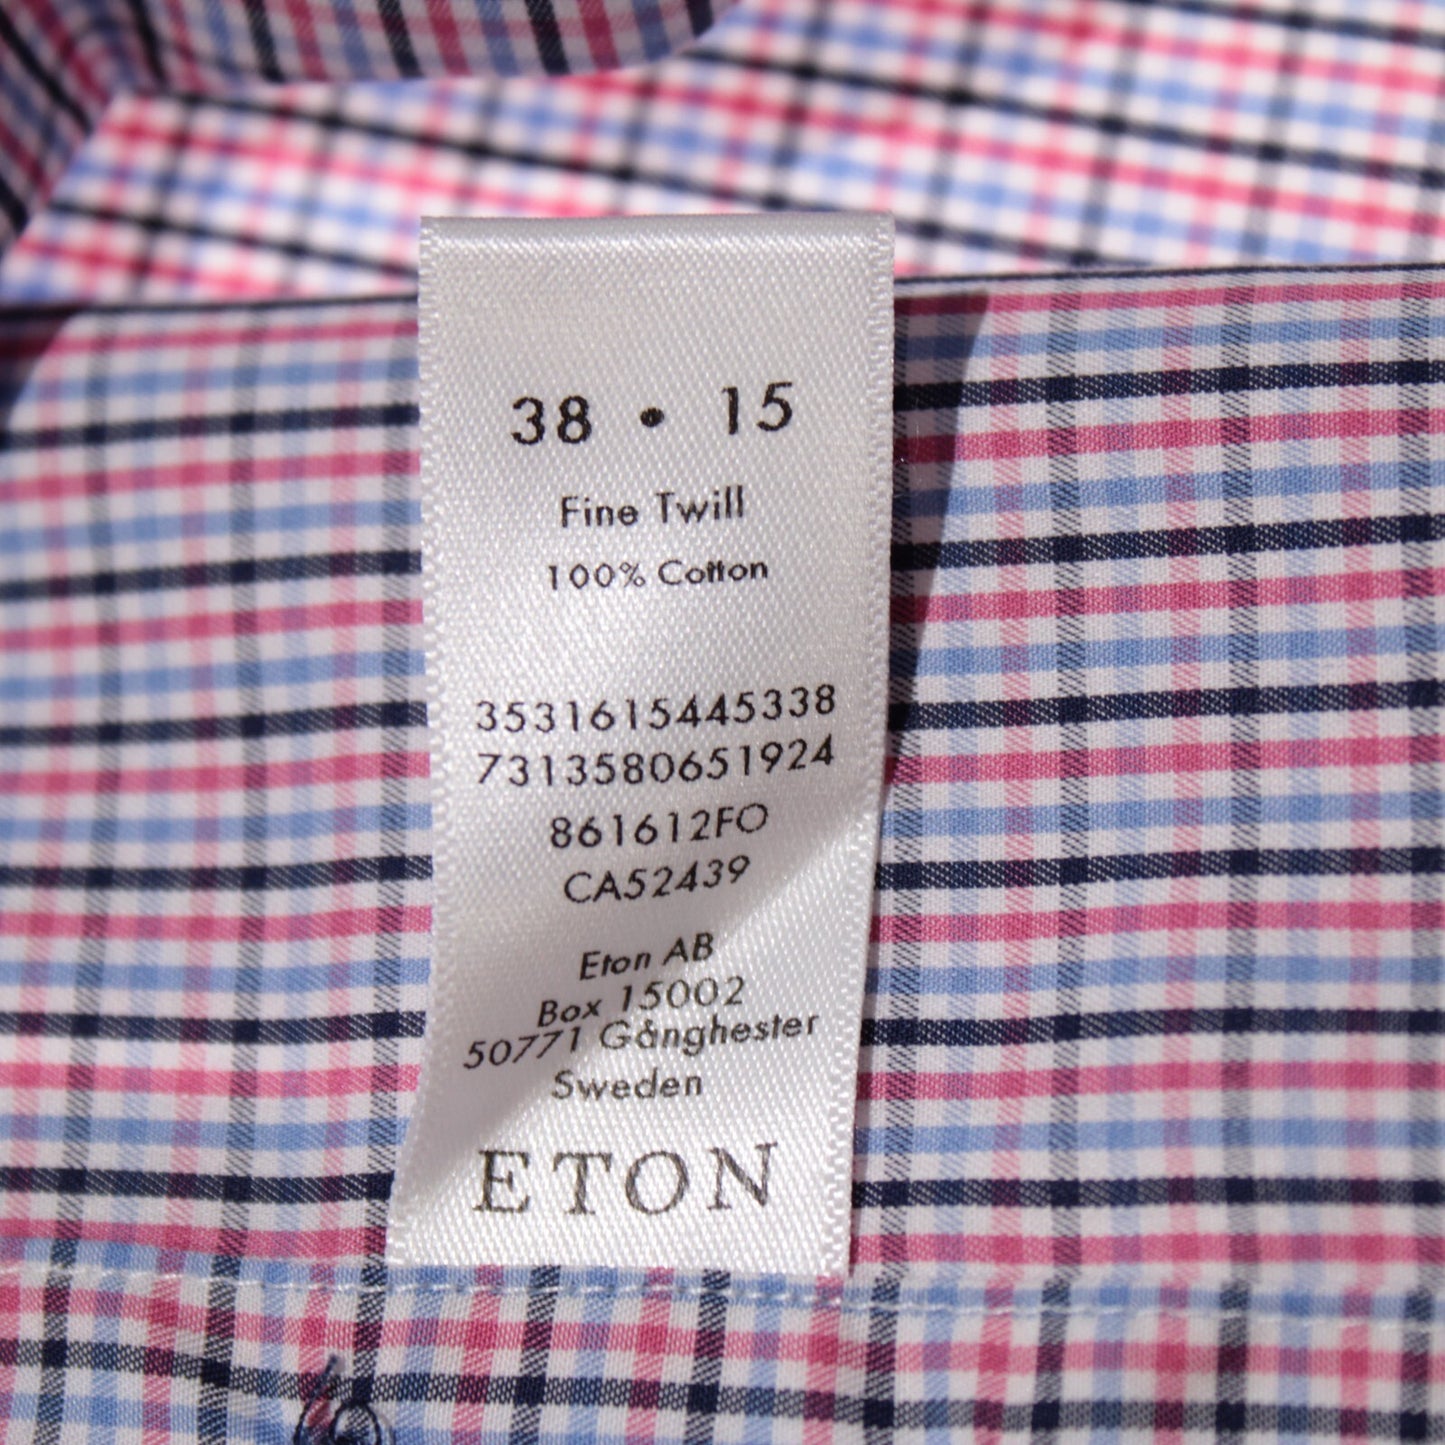 38 • 15
Fine Twill
100% Cotton
3531615445338
7313580651924
861612FO
CA52439
Eton AB
Box 15002
50771 Gånghester
Sweden
ETON